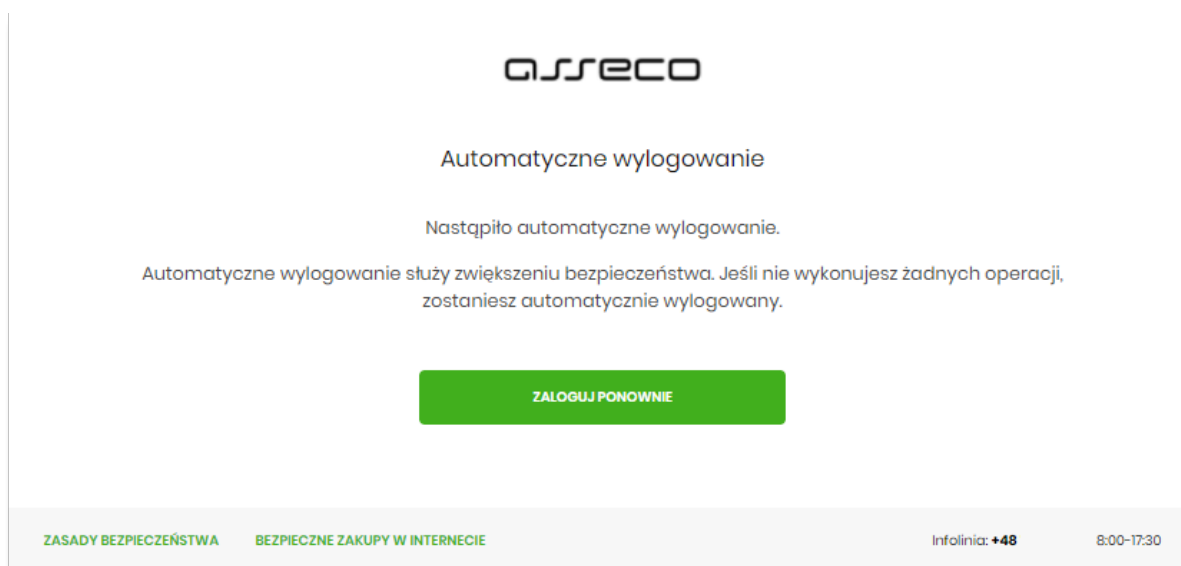 asseco
Automatyczne wylogowanie
Nastąpiło automatyczne wylogowanie.
Automatyczne wylogowanie służy zwiększeniu bezpieczeństwa. Jeśli nie wykonujesz żadnych operacji,
zostaniesz automatycznie wylogowany.
ZALOGUJ PONOWNIE
ZASADY BEZPIECZEŃSTWA BEZPIECZNE ZAKUPY W INTERNECIE Infolinia: +48 8:00-17:30